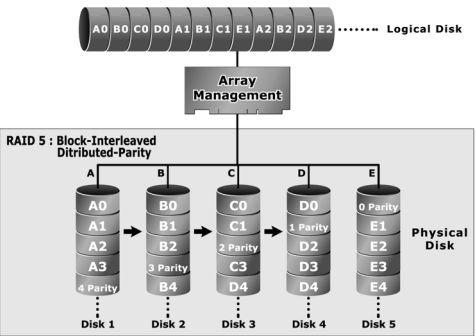 A0 B0 C0 D0 A1 B1 C1 E1 A2 B2 D2 E2 Logical Disk
Array
Management
RAID 5 : Block-Interleaved
Ditributed-Parity
A B C D E
A0 B0 C0 D0 0 Parity
A1 B1 C1 1 Parity E1
A2 B2 2 Parity D2 E2
A3 3 Parity C3 D3 E3
4 Parity B4 D4 D4 E4
Physical
Disk
Disk 1 Disk 2 Disk 3 Disk 4 Disk 5